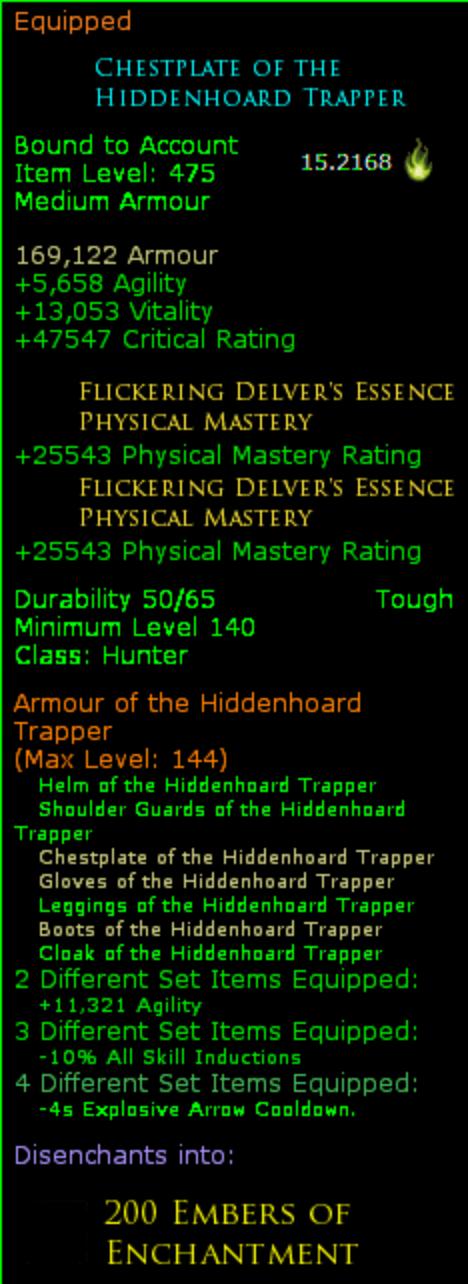 Equipped
Chestplate of the
Hiddenhoard Trapper
Bound to Account
15.2168
Item Level: 475
Medium Armour
169,122 Armour
+5,658 Agility
+13,053 Vitality
+47547 Critical Rating
Flickering Delver's Essence
Physical Mastery
+25543 Physical Mastery Rating
Flickering Delver's Essence
Physical Mastery
+25543 Physical Mastery Rating
Durability 50/65 Tough
Minimum Level 140
Class: Hunter
Armour of the Hiddenhoard
Trapper
(Max Level: 144)
Helm of the Hiddenhoard Trapper
Shoulder Guards of the Hiddenhoard
Trapper
Chestplate of the Hiddenhoard Trapper
Gloves of the Hiddenhoard Trapper
Leggings of the Hiddenhoard Trapper
Boots of the Hiddenhoard Trapper
Cloak of the Hiddenhoard Trapper
2 Different Set Items Equipped:
+11,321 Agility
3 Different Set Items Equipped:
-10% All Skill Inductions
4 Different Set Items Equipped:
-4s Explosive Arrow Cooldown.
Disenchants into:
200 Embers of
Enchantment